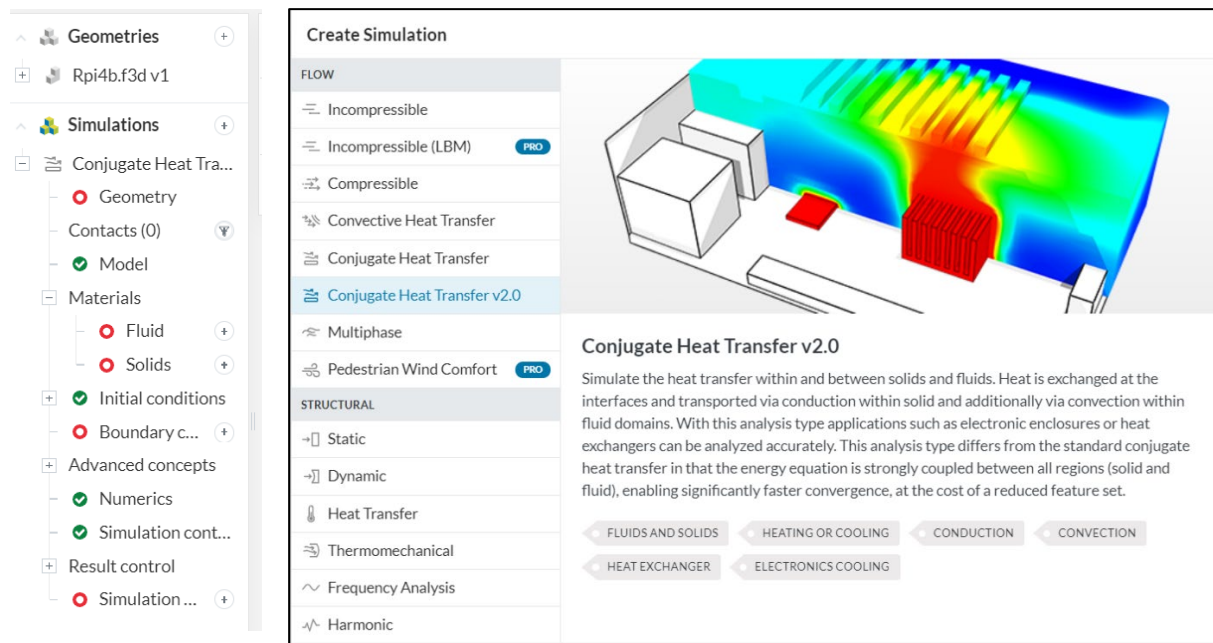 Geometries
Rpi4b.f3d v1
Simulations
Conjugate Heat Tra...
Geometry
Contacts (0)
Model
Materials
Fluid
Solids
Initial conditions
Boundary c...
Advanced concepts
Numerics
Simulation cont...
Result control
Simulation ...
Create Simulation
FLOW
Incompressible
Incompressible (LBM) PRO
Compressible
Convective Heat Transfer
Conjugate Heat Transfer
Conjugate Heat Transfer v2.0
Multiphase
Pedestrian Wind Comfort PRO
STRUCTURAL
Static
Dynamic
Heat Transfer
Thermomechanical
Frequency Analysis
Harmonic
Conjugate Heat Transfer v2.0
Simulate the heat transfer within and between solids and fluids. Heat is exchanged at the
interfaces and transported via conduction within solid and additionally via convection within
fluid domains. With this analysis type applications such as electronic enclosures or heat
exchangers can be analyzed accurately. This analysis type differs from the standard conjugate
heat transfer in that the energy equation is strongly coupled between all regions (solid and
fluid), enabling significantly faster convergence, at the cost of a reduced feature set.
FLUIDS AND SOLIDS HEATING OR COOLING CONDUCTION CONVECTION
HEAT EXCHANGER ELECTRONICS COOLING